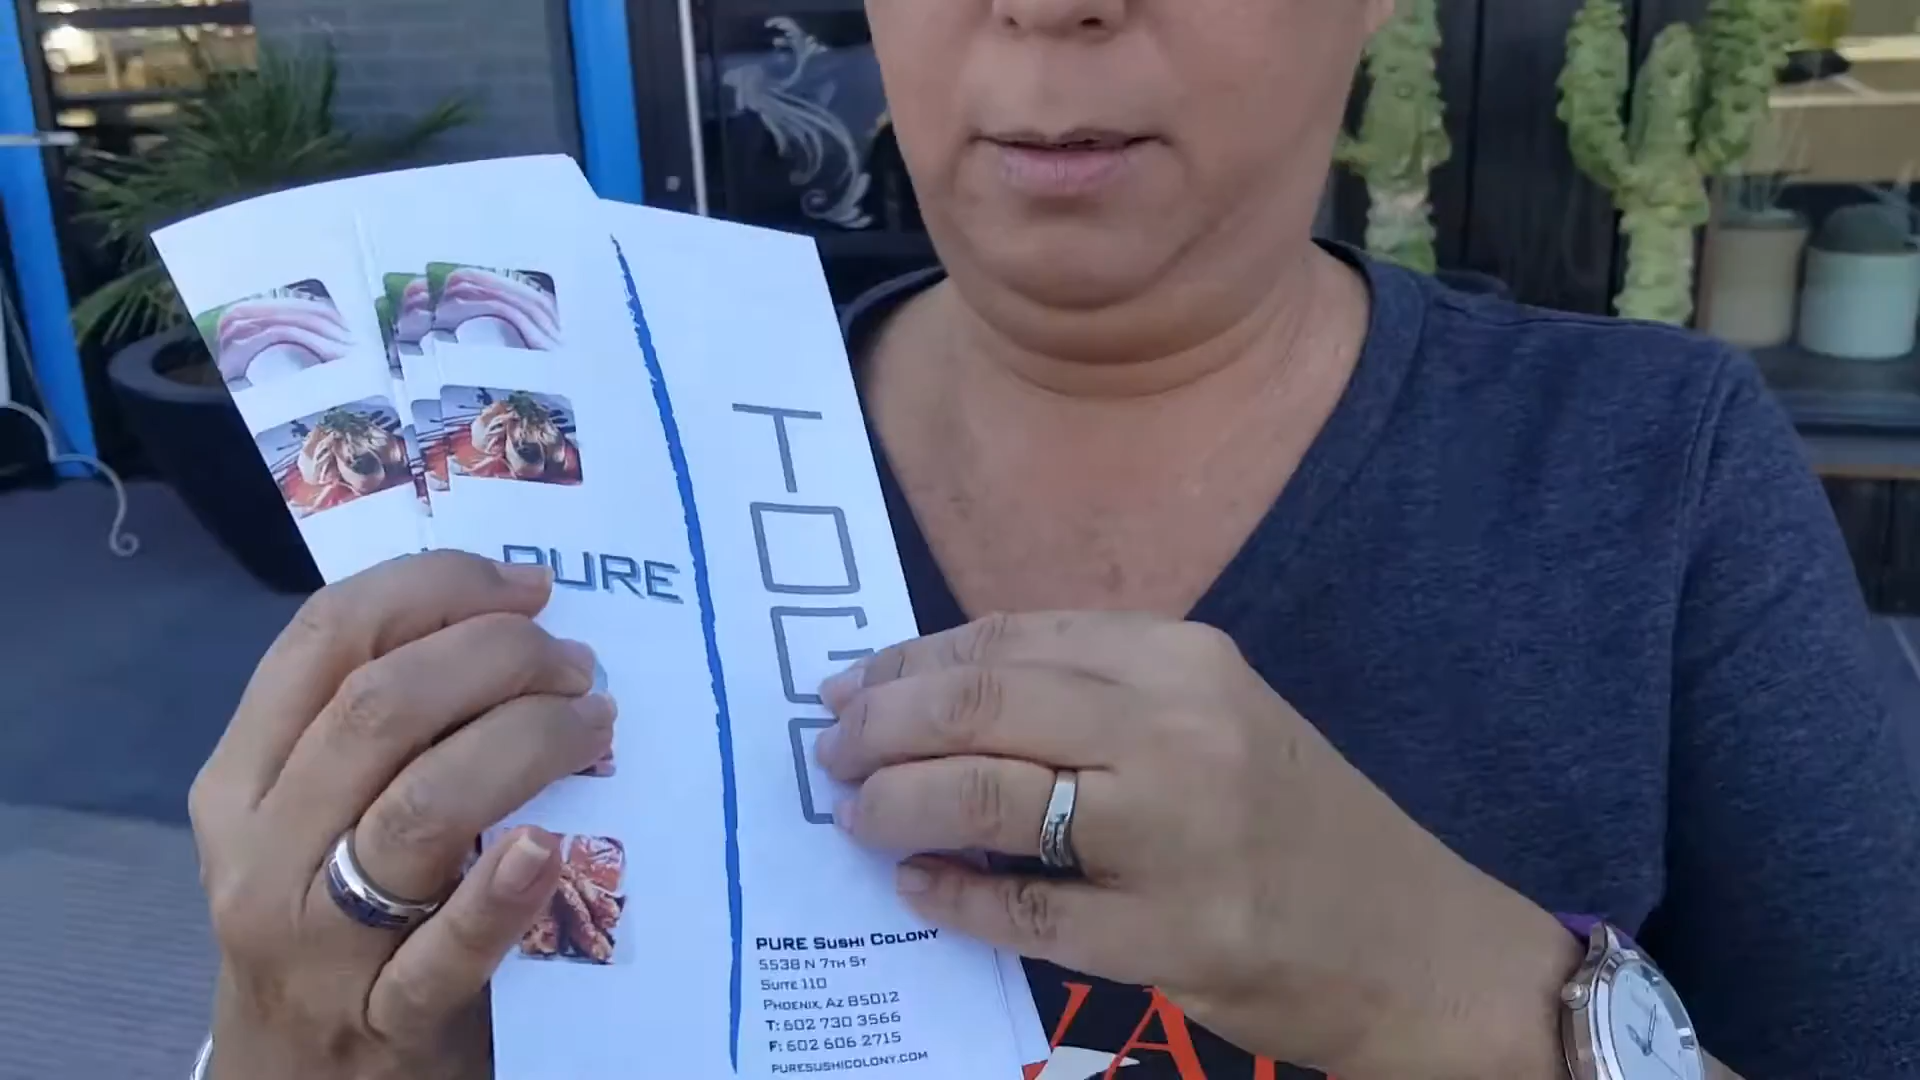 PURE
TOGO
PURE SUSHI COLONY
5538 N 7TH ST
SUITE 110
PHOENIX, AZ 85012
T: 602 730 3566
F: 602 606 2715
PURESUSHICOLONY.COM